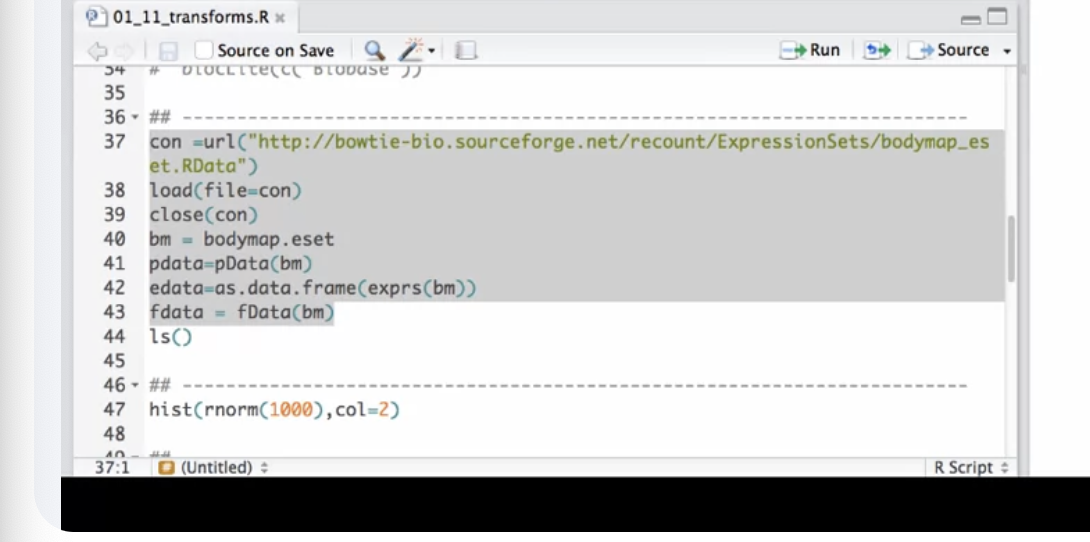 01_11_transforms.R
Source on Save
Run
Source
34 # biocLite(c("Biobase"))
35
36 ## ---------------------------------------------------------------------------------------
37 con =url("http://bowtie-bio.sourceforge.net/recount/ExpressionSets/bodymap_es
et.RData")
38 load(file=con)
39 close(con)
40 bm = bodymap.eset
41 pdata=pData(bm)
42 edata=as.data.frame(exprs(bm))
43 fdata = fData(bm)
44 ls()
45
46 ## ---------------------------------------------------------------------------------------
47 hist(rnorm(1000),col=2)
48
49 ##
37:1 (Untitled) R Script